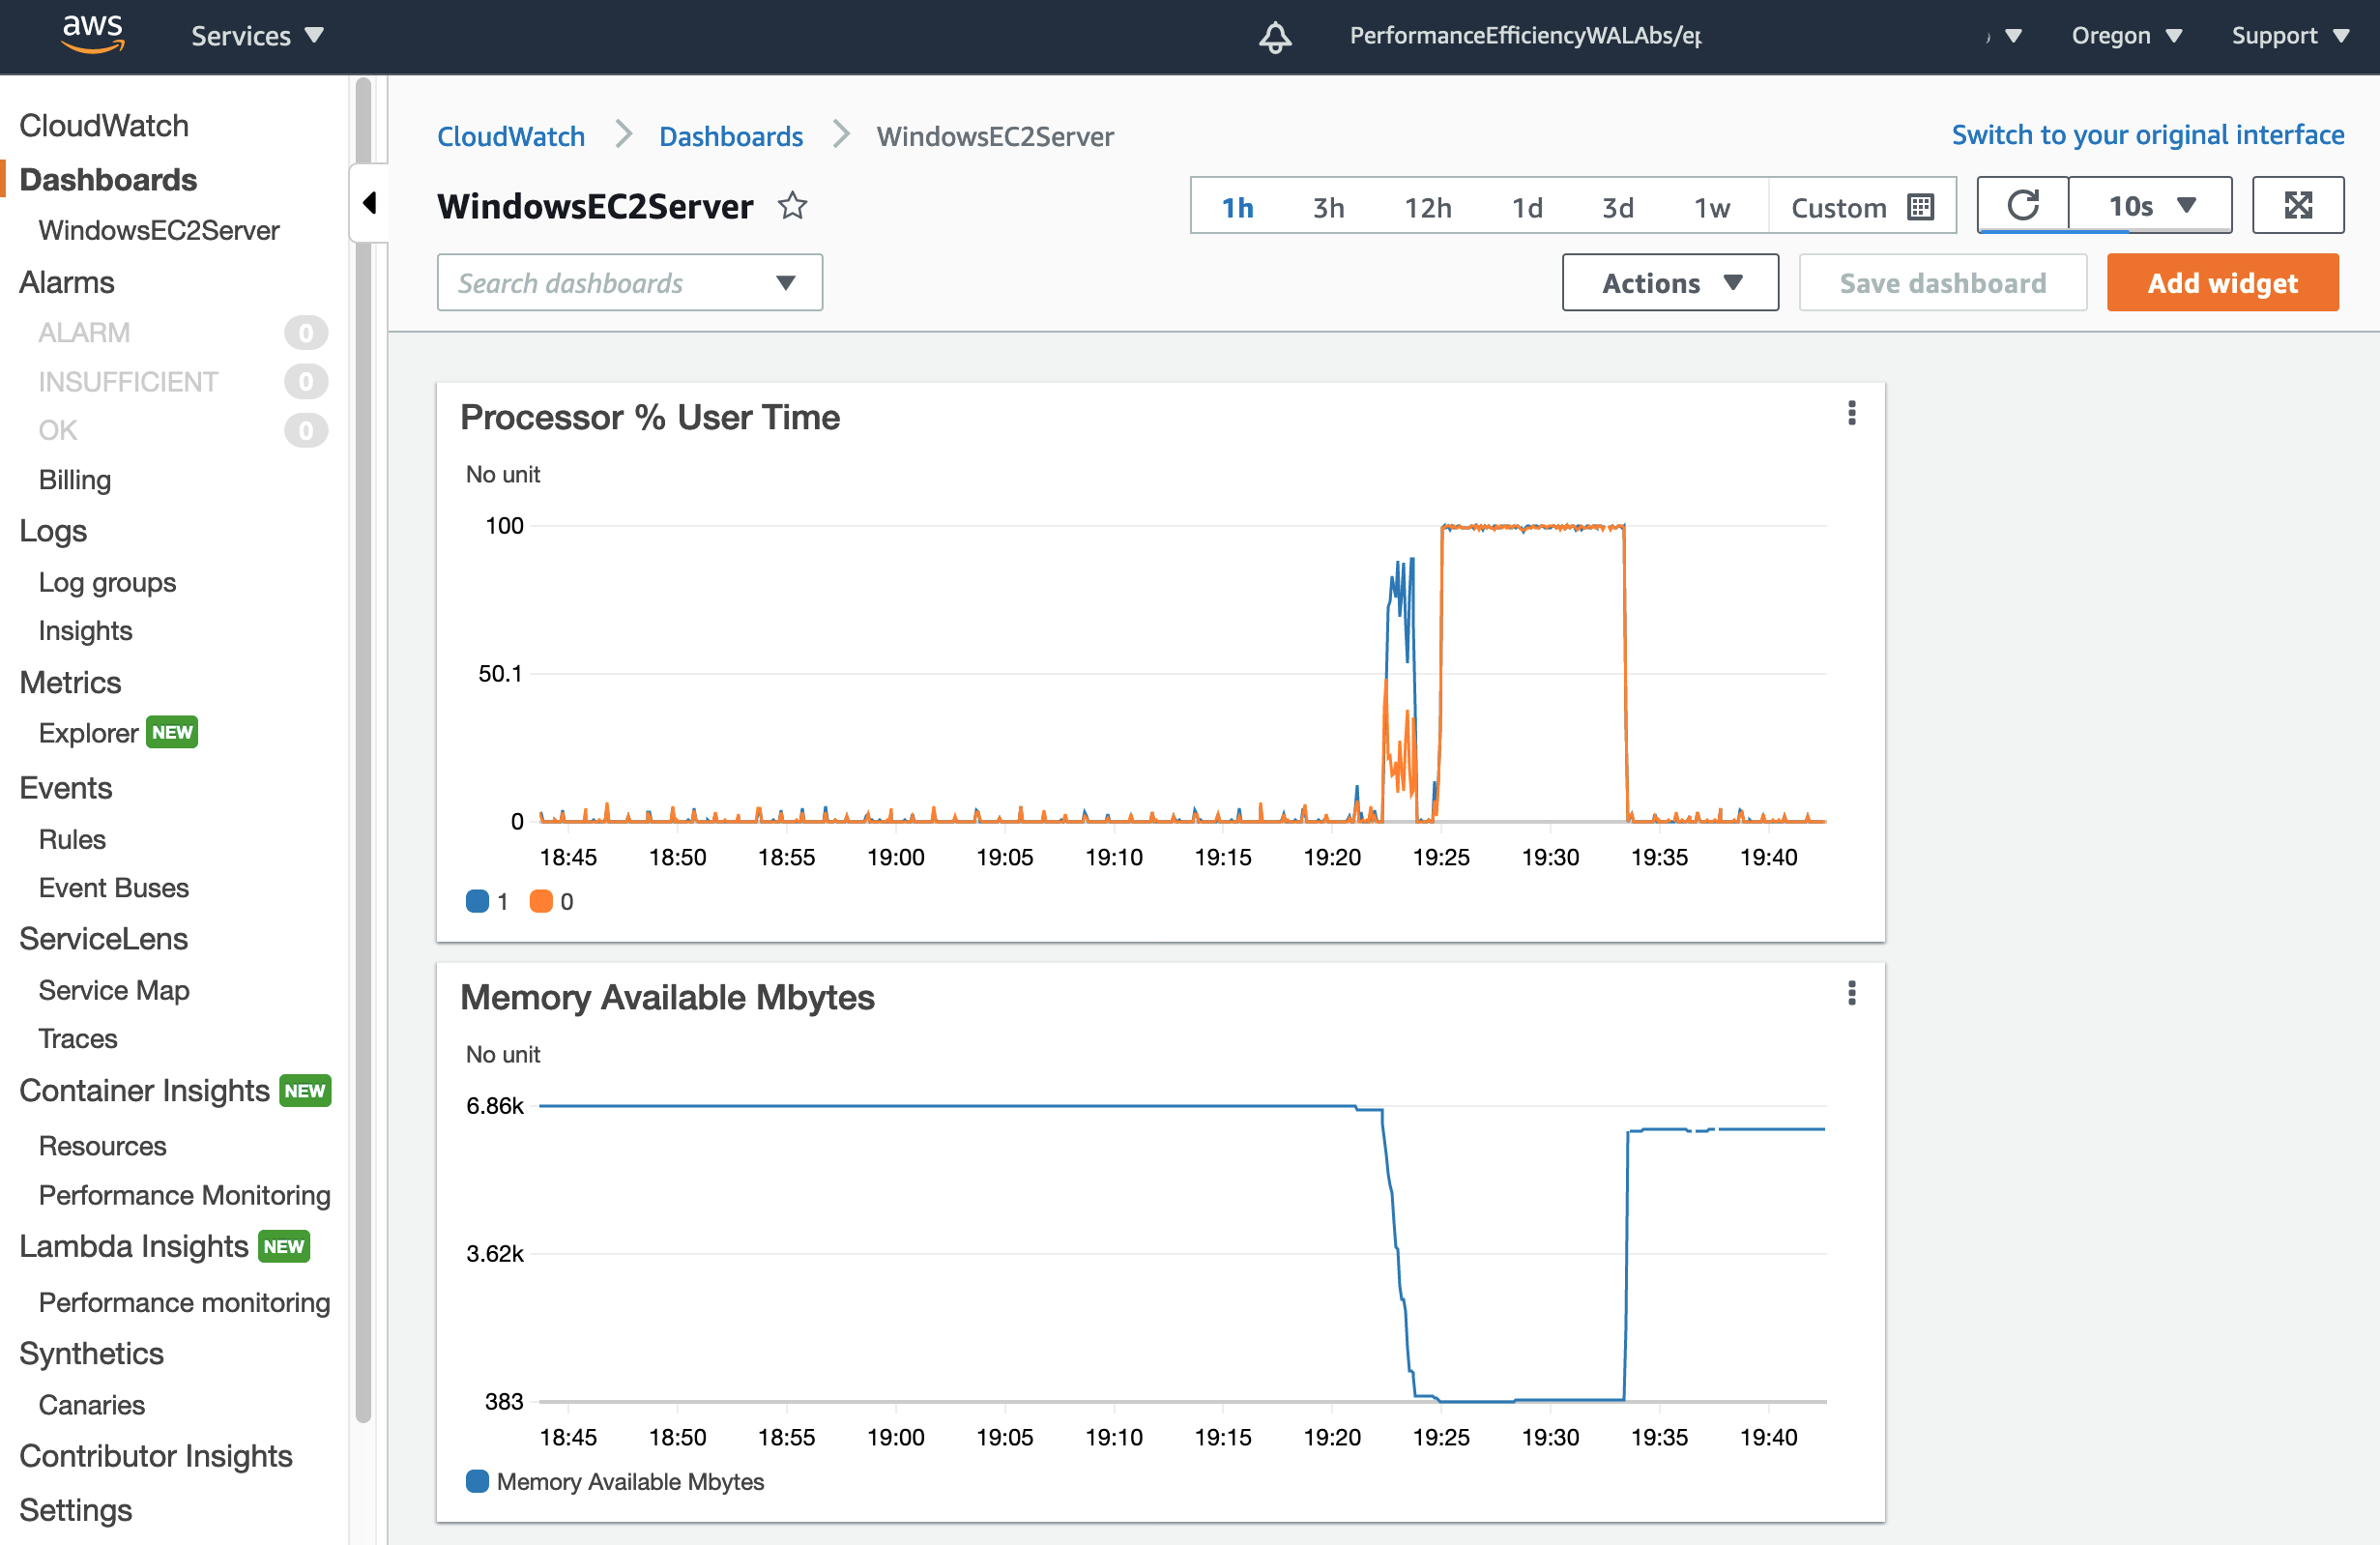 aws Services PerformanceEfficiencyWALAbs/ep Oregon Support
CloudWatch
Dashboards
WindowsEC2Server
Alarms
ALARM 0
INSUFFICIENT 0
OK 0
Billing
Logs
Log groups
Insights
Metrics
Explorer NEW
Events
Rules
Event Buses
ServiceLens
Service Map
Traces
Container Insights NEW
Resources
Performance Monitoring
Lambda Insights NEW
Performance monitoring
Synthetics
Canaries
Contributor Insights
Settings
CloudWatch Dashboards WindowsEC2Server
Switch to your original interface
WindowsEC2Server
1h 3h 12h 1d 3d 1w Custom 10s
Search dashboards
Actions Save dashboard Add widget
Processor % User Time
No unit
100
50.1
0
18:45 18:50 18:55 19:00 19:05 19:10 19:15 19:20 19:25 19:30 19:35 19:40
1 0
Memory Available Mbytes
No unit
6.86k
3.62k
383
18:45 18:50 18:55 19:00 19:05 19:10 19:15 19:20 19:25 19:30 19:35 19:40
Memory Available Mbytes